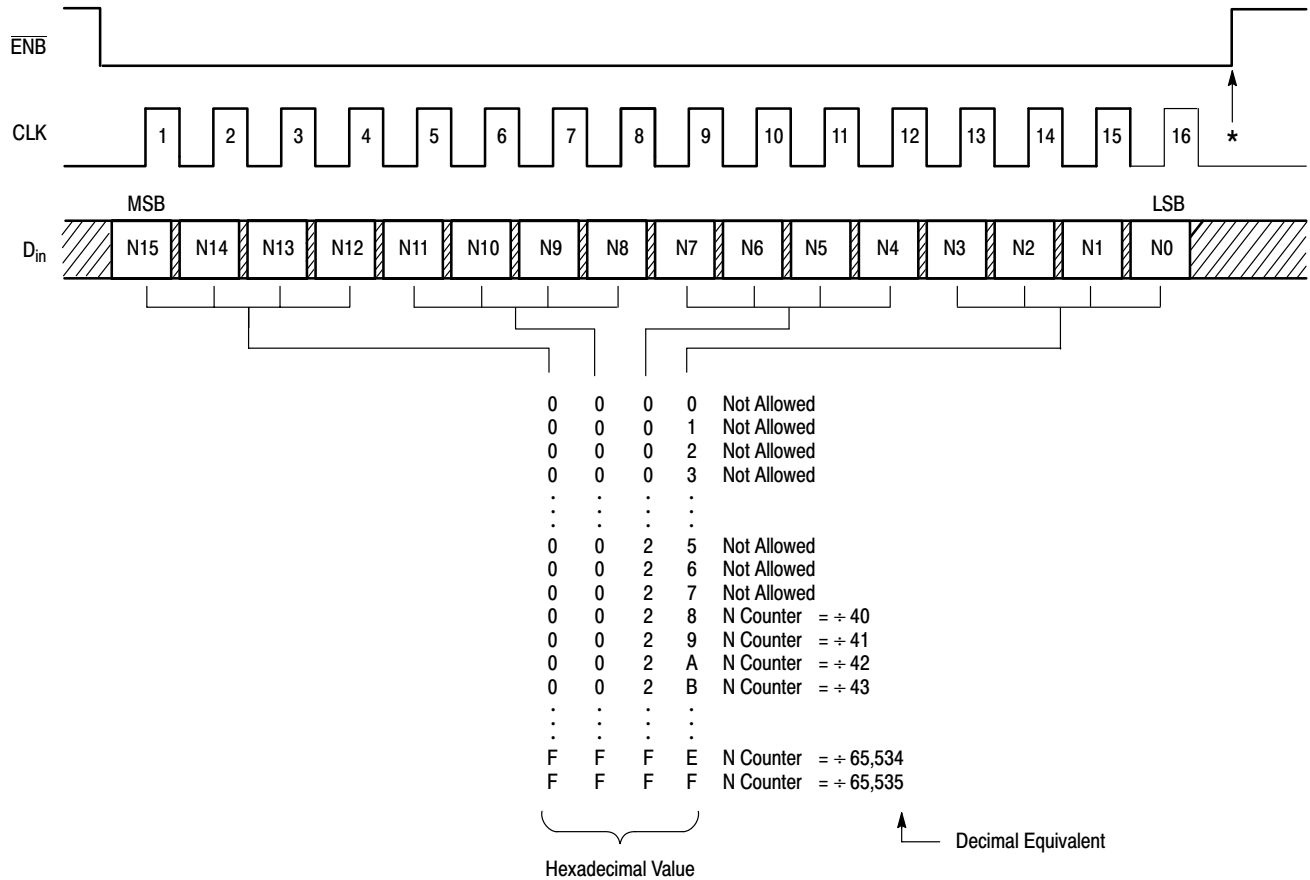 ENB
CLK
1 2 3 4 5 6 7 8 9 10 11 12 13 14 15 16 *
MSB LSB
Din N15 N14 N13 N12 N11 N10 N9 N8 N7 N6 N5 N4 N3 N2 N1 N0
0 0 0 0 Not Allowed
0 0 0 1 Not Allowed
0 0 0 2 Not Allowed
0 0 0 3 Not Allowed
. . . .
. . . .
. . . .
0 0 2 5 Not Allowed
0 0 2 6 Not Allowed
0 0 2 7 Not Allowed
0 0 2 8 N Counter = ÷ 40
0 0 2 9 N Counter = ÷ 41
0 0 2 A N Counter = ÷ 42
0 0 2 B N Counter = ÷ 43
. . . .
. . . .
. . . .
F F F E N Counter = ÷ 65,534
F F F F N Counter = ÷ 65,535
Decimal Equivalent
Hexadecimal Value